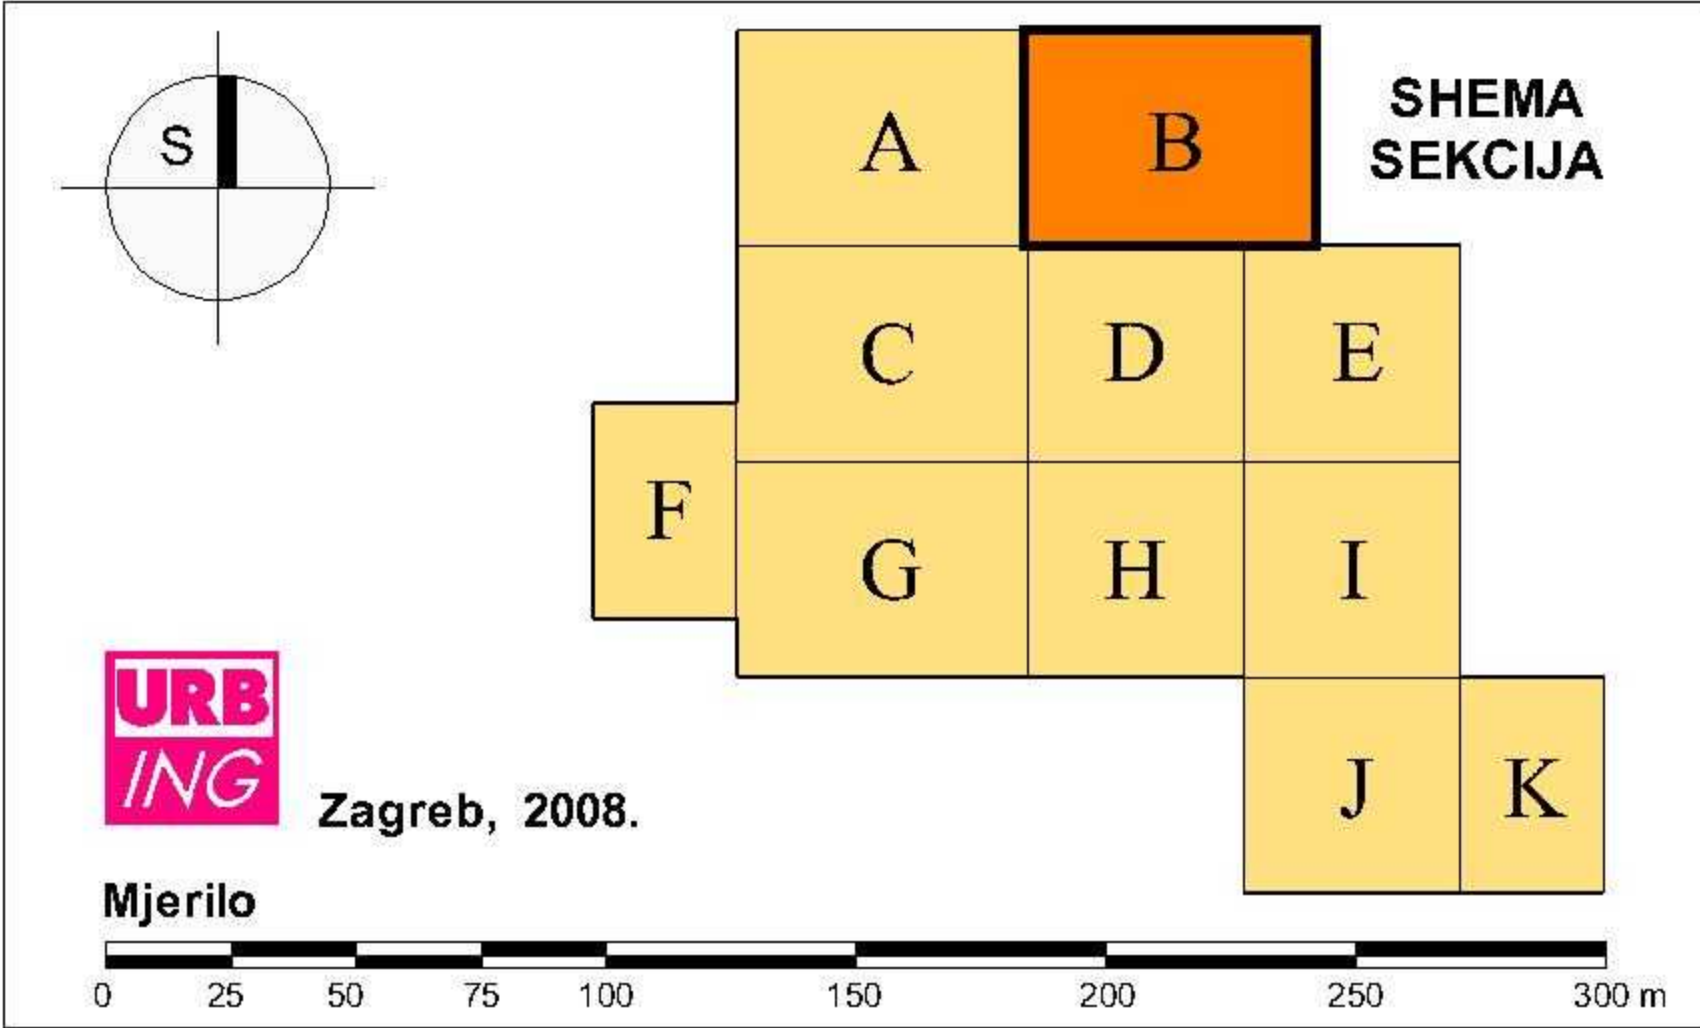 S
A
B
SHEMA
SEKCIJA
C
D
E
F
G
H
I
J
K
URB
ING
Zagreb, 2008.
Mjerilo
0 25 50 75 100 150 200 250 300 m